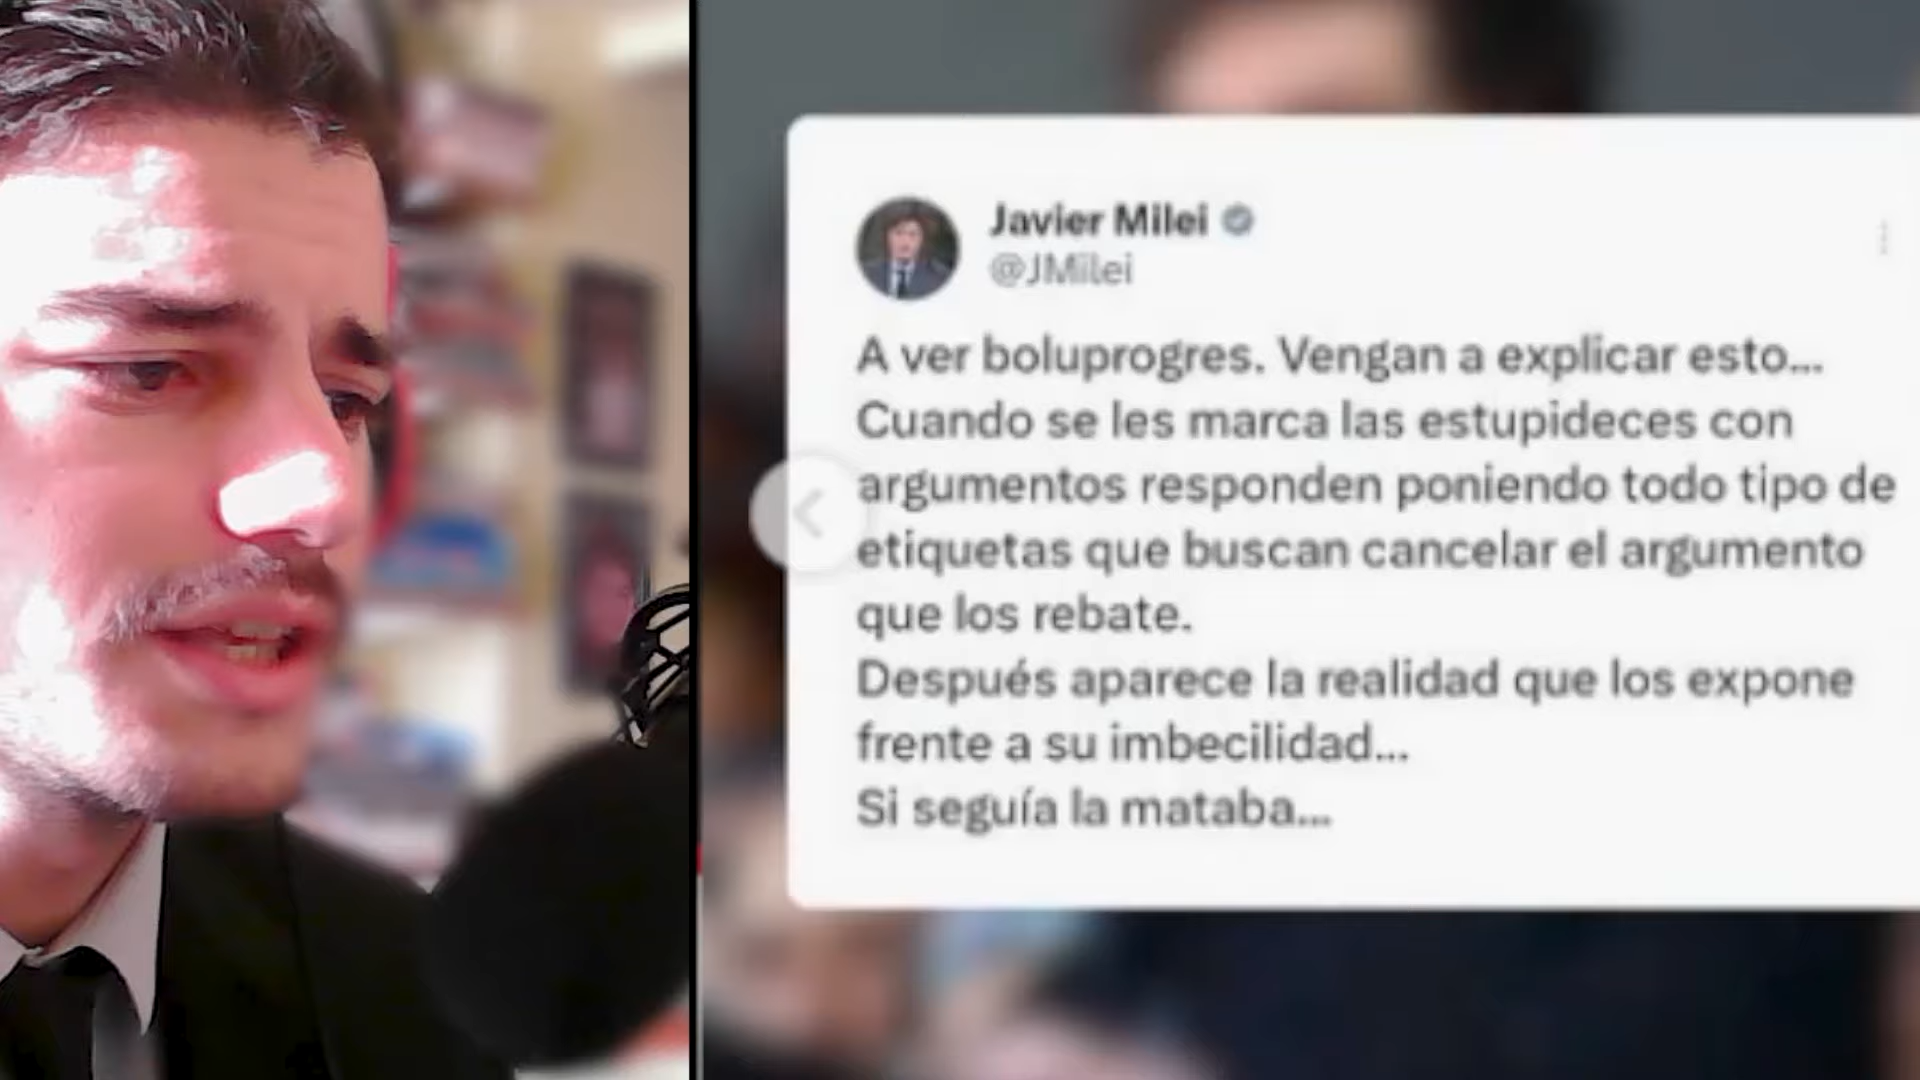 Javier Milei
@JMilei
A ver boluprogres. Vengan a explicar esto...
Cuando se les marca las estupideces con
argumentos responden poniendo todo tipo de
etiquetas que buscan cancelar el argumento
que los rebate.
Después aparece la realidad que los expone
frente a su imbecilidad...
Si seguía la mataba...